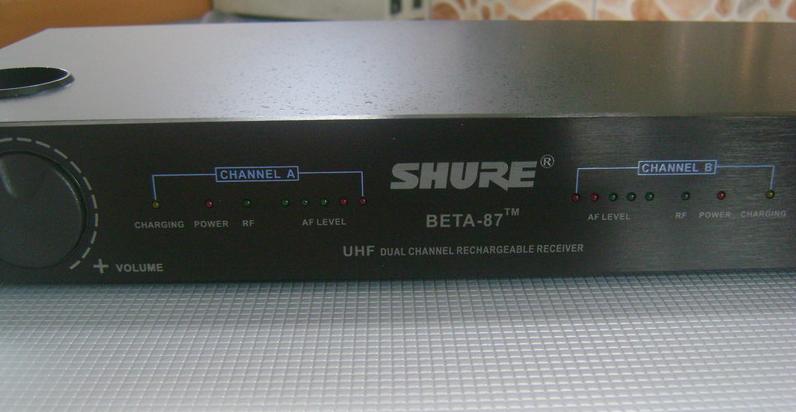 CHANNEL A
CHARGING POWER RF AF LEVEL
+ VOLUME
SHURE®
BETA-87™
UHF DUAL CHANNEL RECHARGEABLE RECEIVER
CHANNEL B
AF LEVEL RF POWER CHARGING